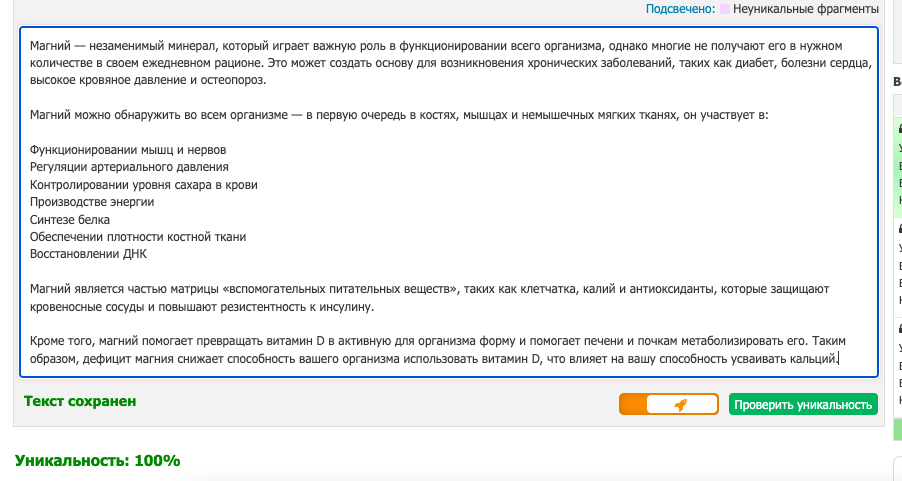 Подсвечено: Неуникальные фрагменты
Магний — незаменимый минерал, который играет важную роль в функционировании всего организма, однако многие не получают его в нужном
количестве в своем ежедневном рационе. Это может создать основу для возникновения хронических заболеваний, таких как диабет, болезни сердца,
высокое кровяное давление и остеопороз.
Магний можно обнаружить во всем организме — в первую очередь в костях, мышцах и немышечных мягких тканях, он участвует в:
Функционировании мышц и нервов
Регуляции артериального давления
Контролировании уровня сахара в крови
Производстве энергии
Синтезе белка
Обеспечении плотности костной ткани
Восстановлении ДНК
Магний является частью матрицы «вспомогательных питательных веществ», таких как клетчатка, калий и антиоксиданты, которые защищают
кровеносные сосуды и повышают резистентность к инсулину.
Кроме того, магний помогает превращать витамин D в активную для организма форму и помогает печени и почкам метаболизировать его. Таким
образом, дефицит магния снижает способность вашего организма использовать витамин D, что влияет на вашу способность усваивать кальций.
Текст сохранен
Проверить уникальность
Уникальность: 100%